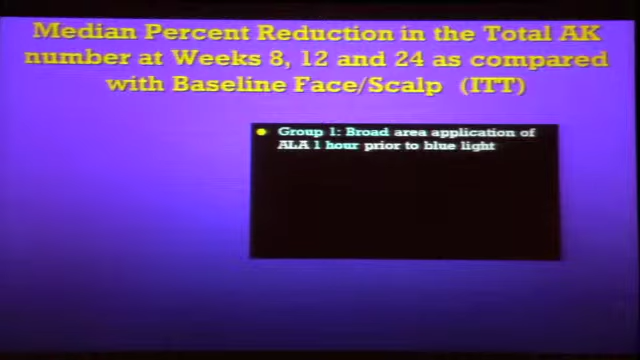 Median Percent Reduction in the Total AK
number at Weeks 8, 12 and 24 as compared
with Baseline Face/Scalp (ITT)
Group 1: Broad area application of
ALA 1 hour prior to blue light